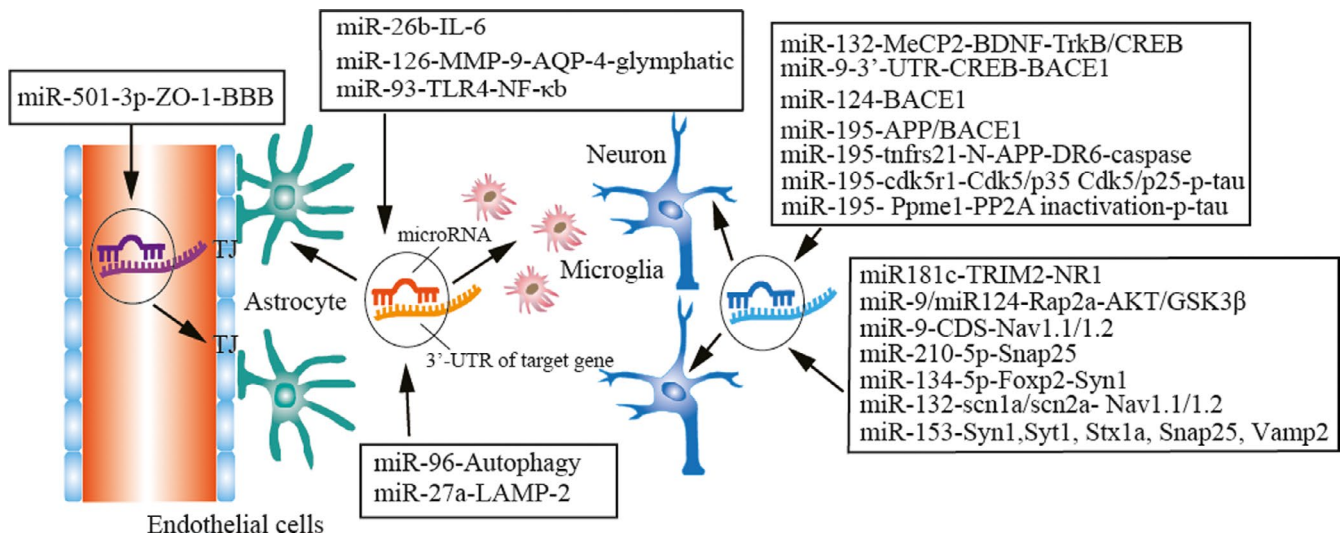 miR-501-3p-ZO-1-BBB
TJ
TJ
Endothelial cells
miR-26b-IL-6
miR-126-MMP-9-AQP-4-glymphatic
miR-93-TLR4-NF-κb
Astrocyte
microRNA
3’-UTR of target gene
Microglia
miR-96-Autophagy
miR-27a-LAMP-2
Neuron
miR-132-MeCP2-BDNF-TrkB/CREB
miR-9-3’-UTR-CREB-BACE1
miR-124-BACE1
miR-195-APP/BACE1
miR-195-tnfrs21-N-APP-DR6-caspase
miR-195-cdk5r1-Cdk5/p35 Cdk5/p25-p-tau
miR-195- Ppme1-PP2A inactivation-p-tau
miR181c-TRIM2-NR1
miR-9/miR124-Rap2a-AKT/GSK3β
miR-9-CDS-Nav1.1/1.2
miR-210-5p-Snap25
miR-134-5p-Foxp2-Syn1
miR-132-scn1a/scn2a- Nav1.1/1.2
miR-153-Syn1,Syt1, Stx1a, Snap25, Vamp2